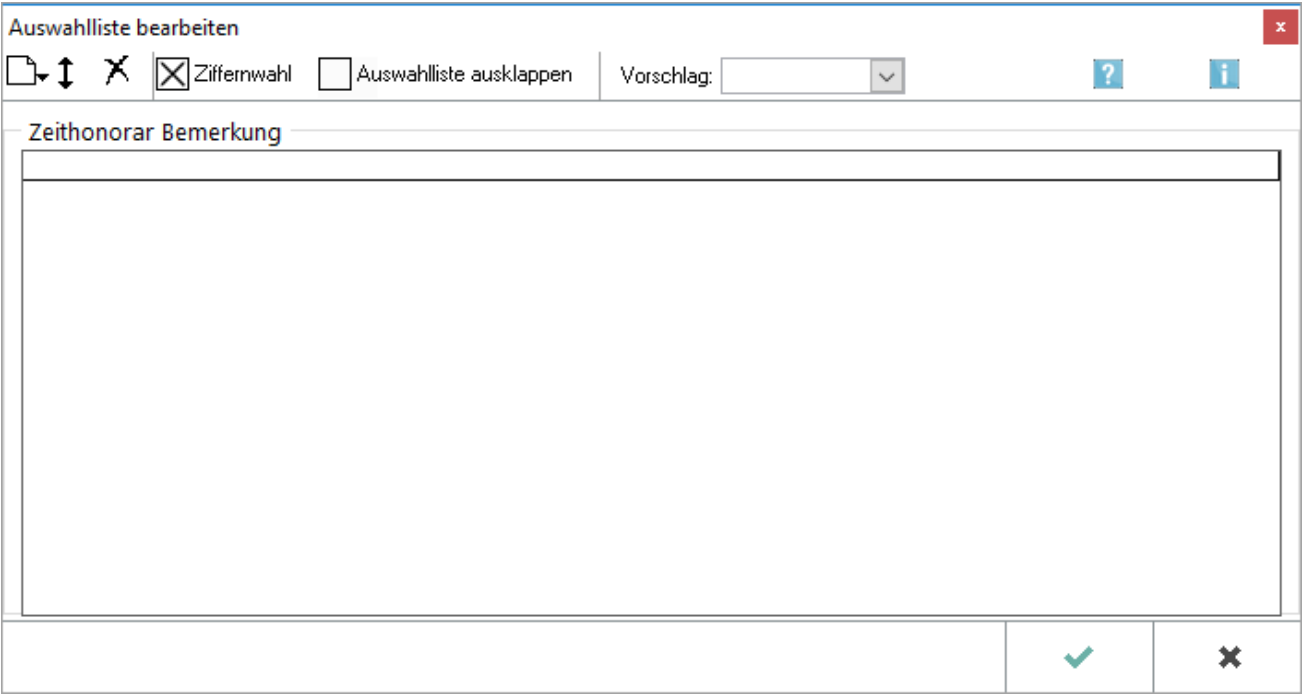 Auswahlliste bearbeiten
x
Ziffernwahl Auswahlliste ausklappen Vorschlag: ? i
Zeithonorar Bemerkung